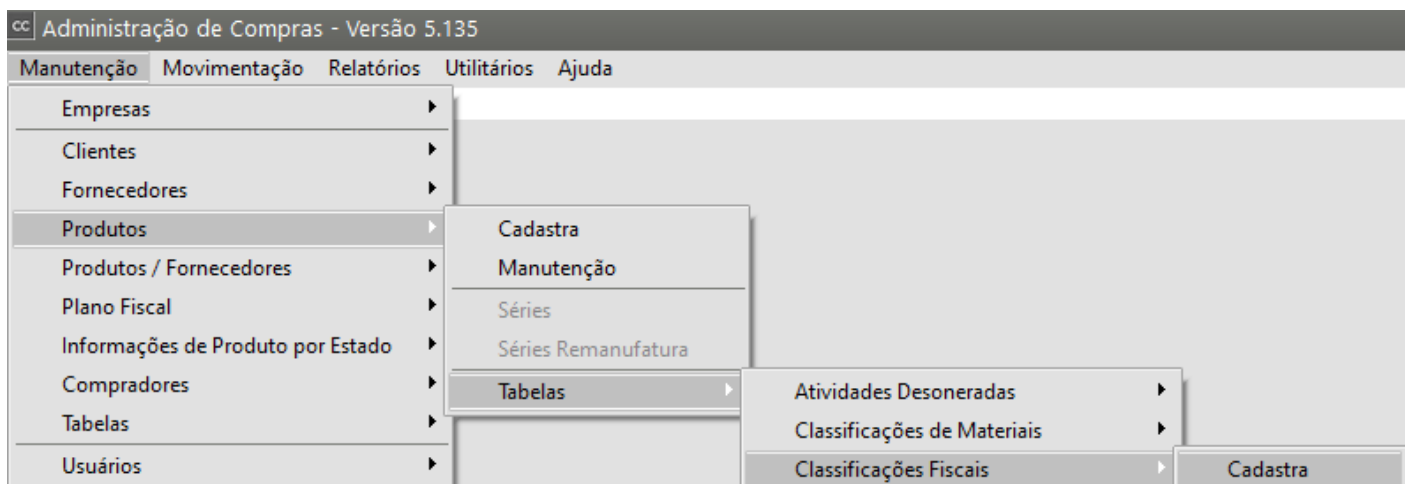 cc Administração de Compras - Versão 5.135
Manutenção Movimentação Relatórios Utilitários Ajuda
Empresas
Clientes
Fornecedores
Produtos
Produtos / Fornecedores
Plano Fiscal
Informações de Produto por Estado
Compradores
Tabelas
Usuários
Cadastra
Manutenção
Séries
Séries Remanufatura
Tabelas
Atividades Desoneradas
Classificações de Materiais
Classificações Fiscais
Cadastra